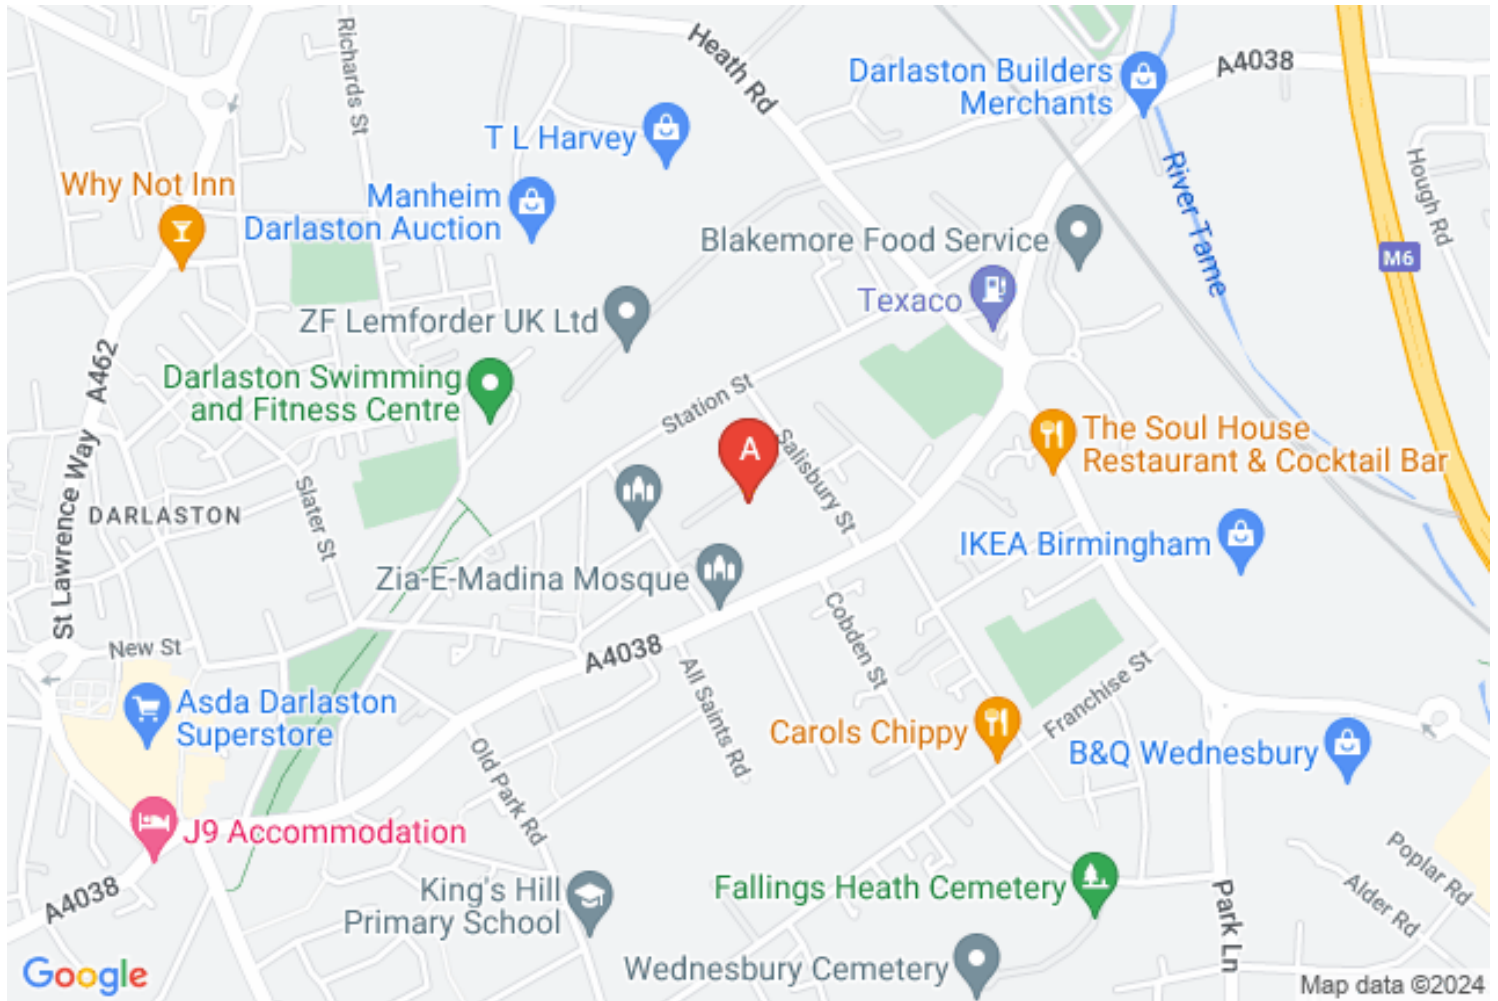 Richards St
Heath Rd
A4038
Darlaston Builders
Merchants
T L Harvey
Why Not Inn
Manheim
Darlaston Auction
Hough Rd
River Tame
Blakemore Food Service
M6
Texaco
ZF Lemforder UK Ltd
A462
Darlaston Swimming
and Fitness Centre
Station St
A
Salisbury St
The Soul House
Restaurant & Cocktail Bar
St Lawrence Way
DARLASTON
Slater St
IKEA Birmingham
Zia-E-Madina Mosque
Cobden St
New St
A4038
All Saints Rd
Franchise St
Asda Darlaston
Superstore
Carols Chippy
B&Q Wednesbury
Old Park Rd
J9 Accommodation
A4038
King's Hill
Primary School
Fallings Heath Cemetery
Park Ln
Poplar Rd
Alder Rd
Wednesbury Cemetery
Google
Map data ©2024